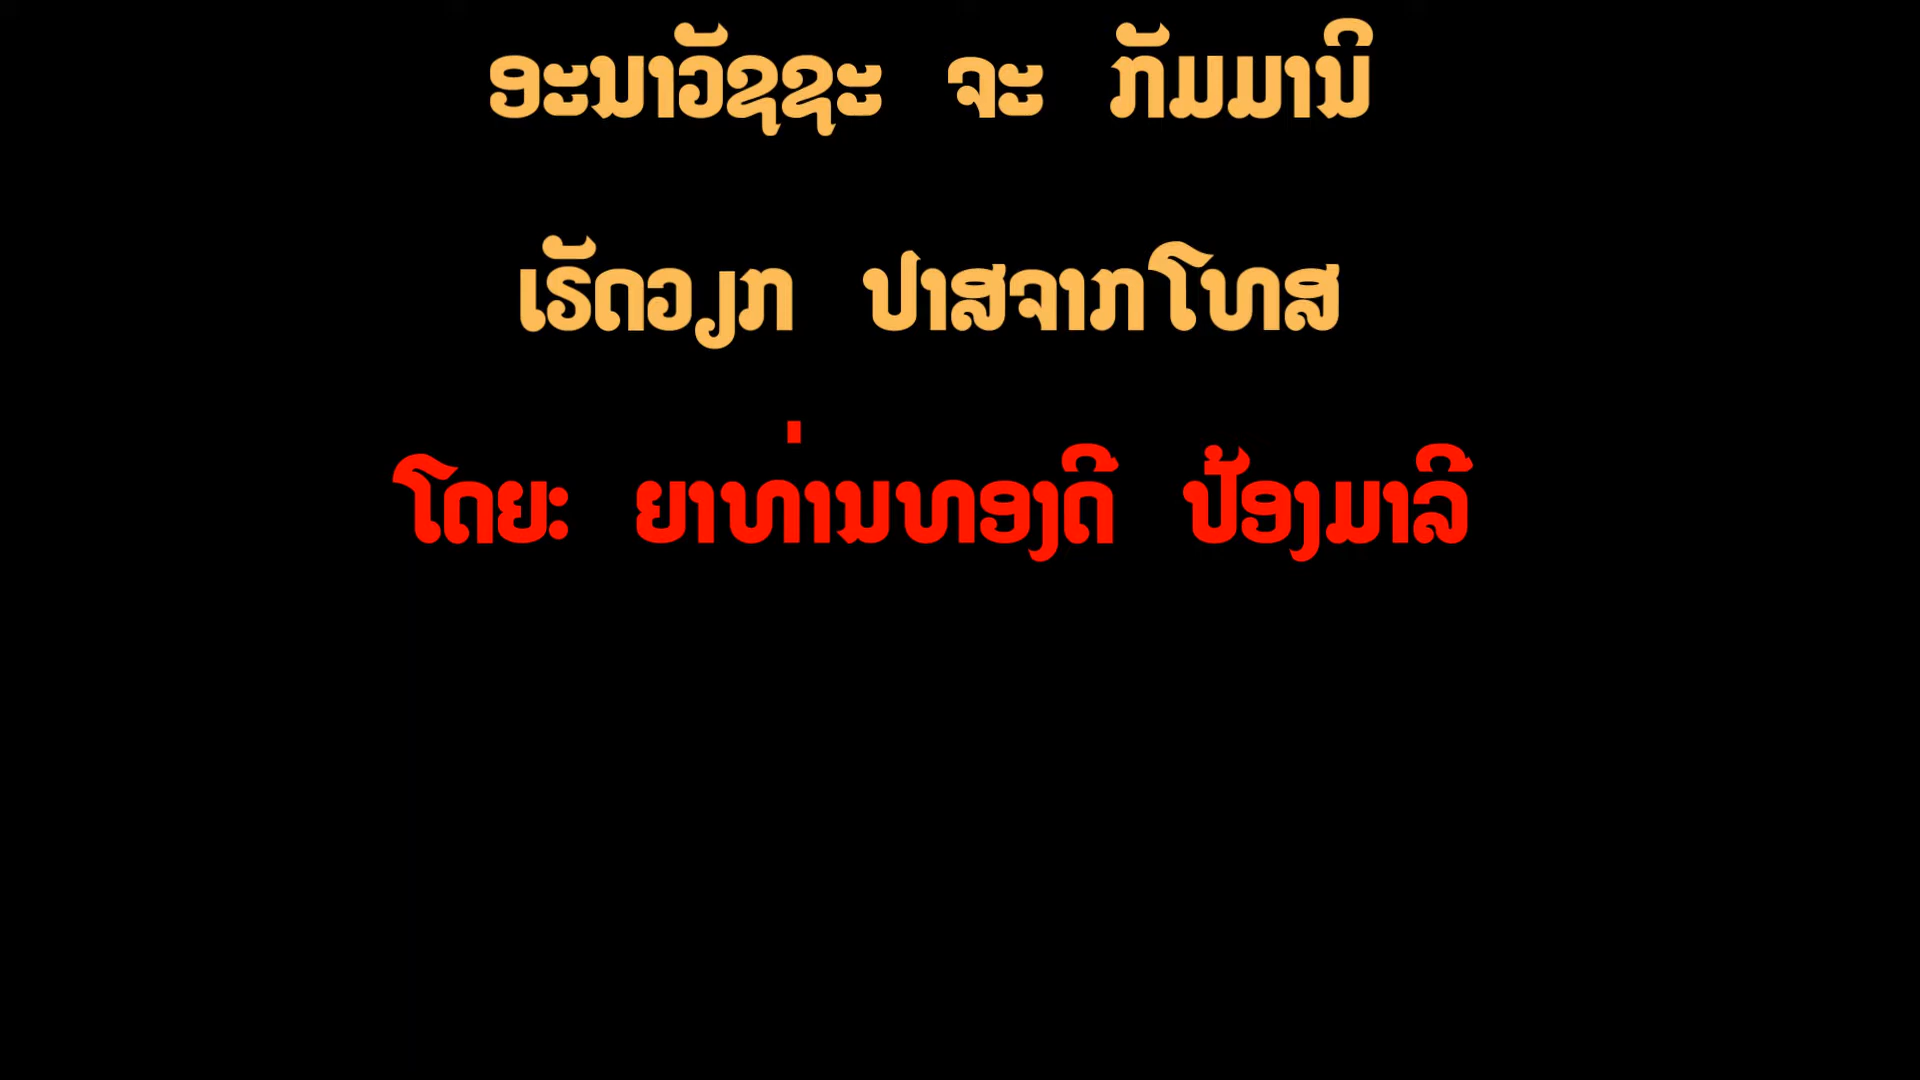 ອະນາວັຊຊະ ຈະ ກັມມານິ
ເຮັດວຽກ ປາສຈາກໂທສ
ໂດຍ: ຍາທ່ານທອງດີ ປ້ອງມາລີ